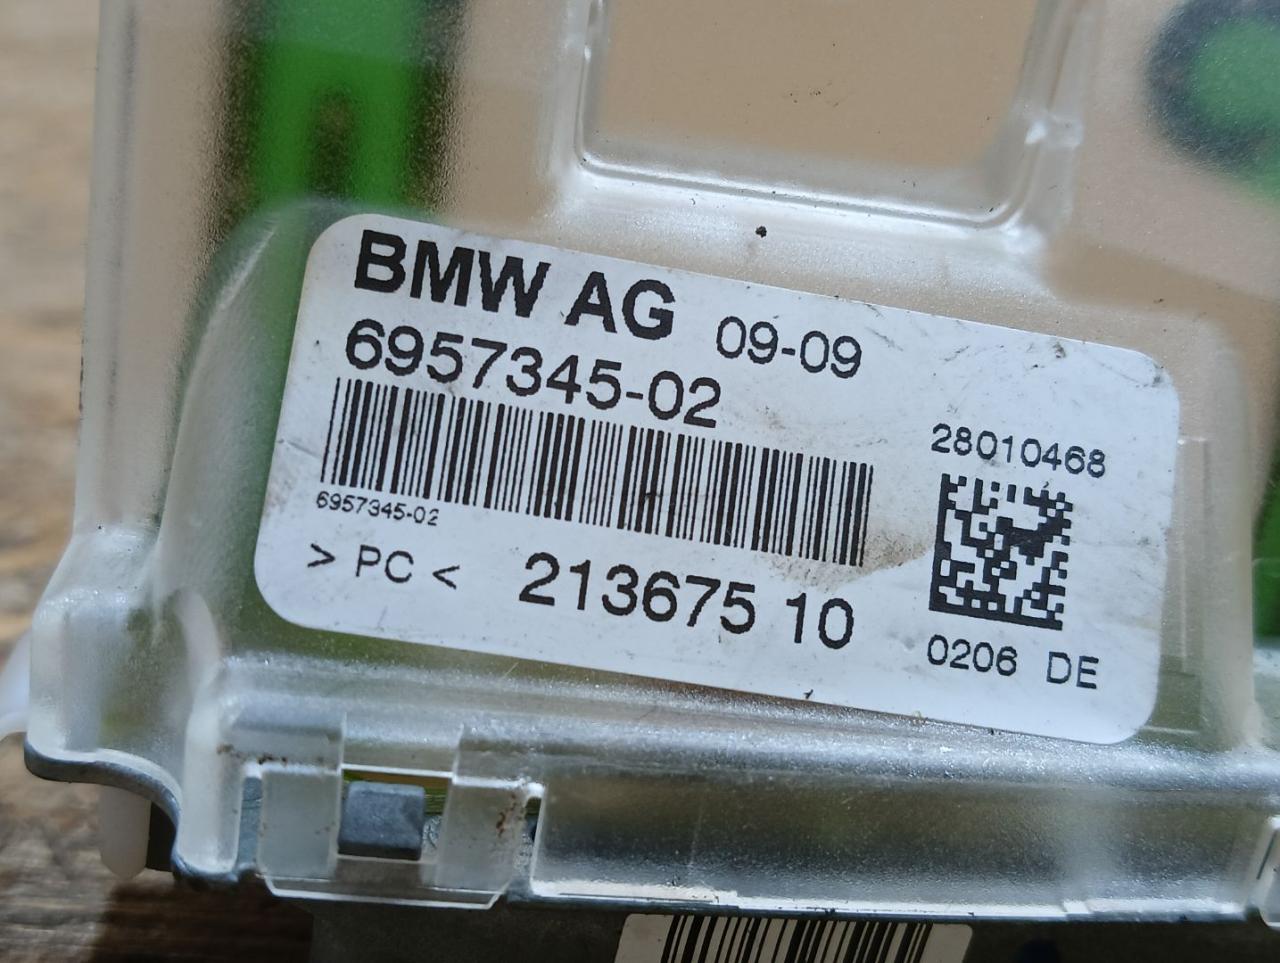 BMW AG 09-09
6957345-02
28010468
6957345-02
> PC < 213675 10
0206 DE